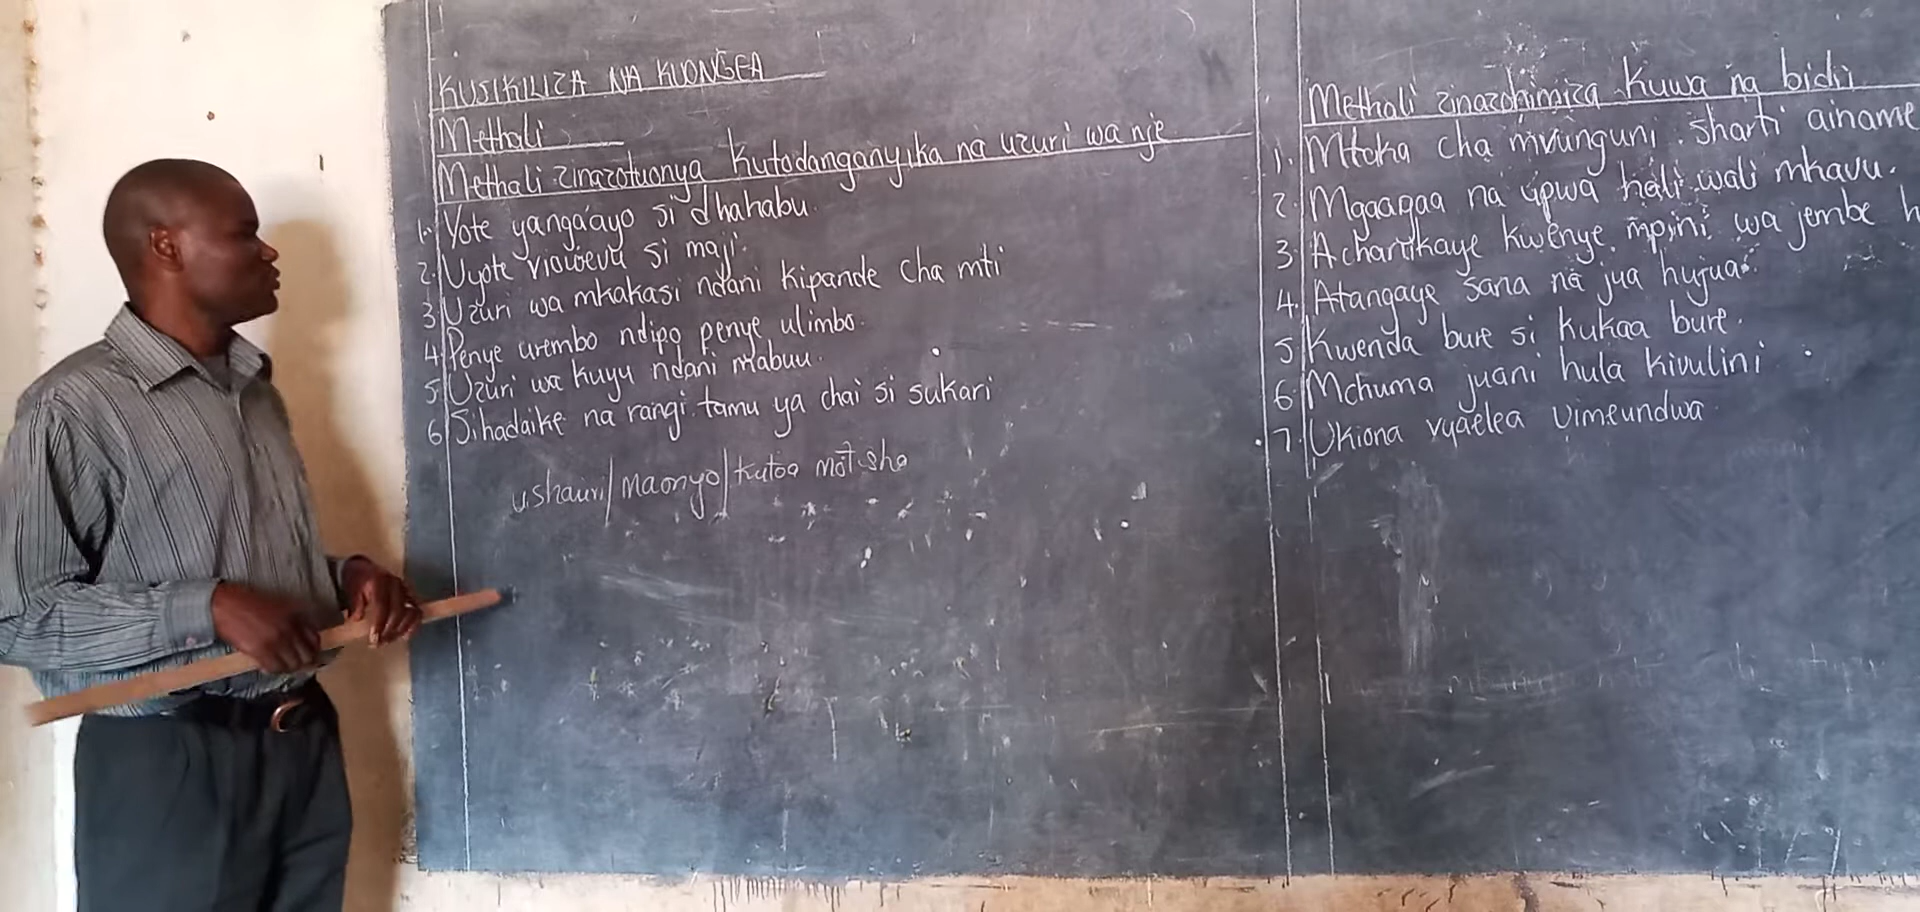 KUSIKILIZA NA KUONGEA
Methali
Methali zinazotuonya kutodanganyika na uzuri wa nje
1. Vote yanga'ayo si dhahabu.
2. Vyote viowevu si maji.
3. Uzuri wa mkakasi ndani kipande cha mti
4. Penye urembo ndipo penye ulimbo.
5. Uzuri wa kuyu ndani mabuu.
6. Sihadaike na rangi tamu ya chai si sukari
ushauri/maonyo/kutoa motisha
Methali zinazohimiza kuwa na bidii
1. Mtaka cha mvunguni sharti ainame
2. Mgaagaa na upwa hali wali mkavu.
3. Achartikaye kwenye mpini wa jembe h
4. Atangaye sana na jua hujua
5. Kwenda bure si kukaa bure.
6. Mchuma juani hula kivulini
7. Ukiona vyaelea vimeundwa